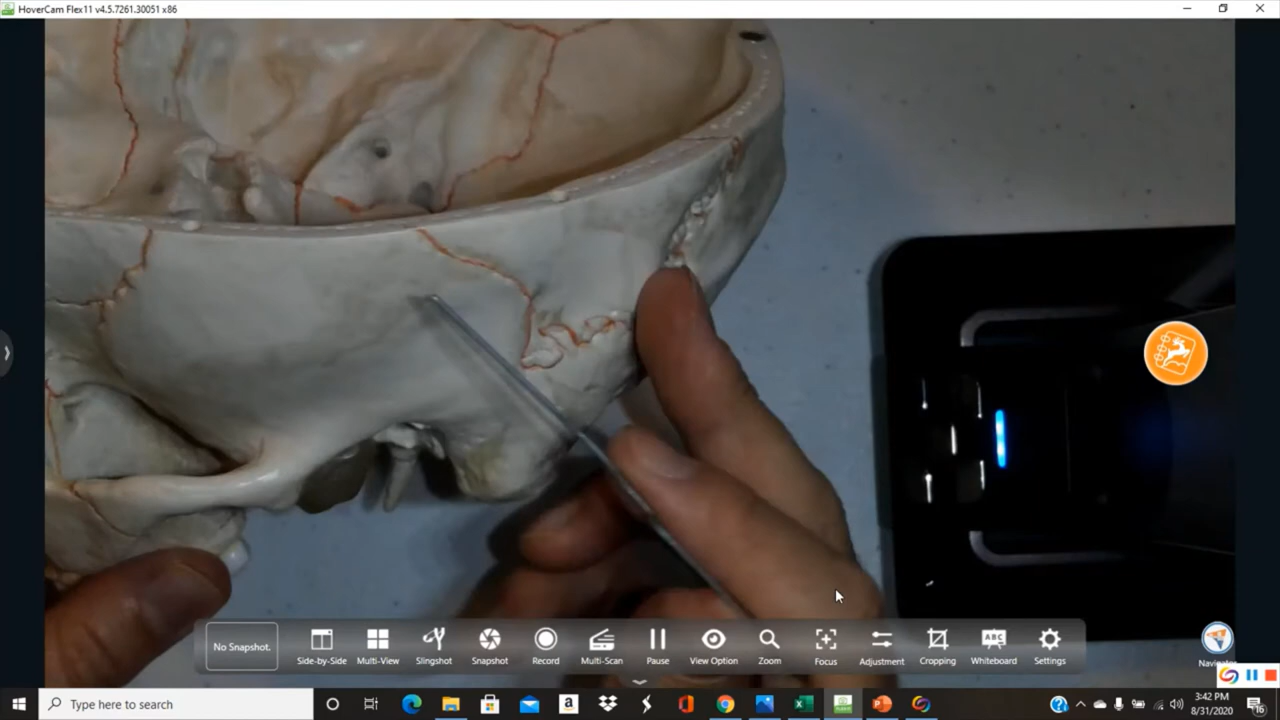 HoverCam Flex11 v4.5.7261.30051 x86
No Snapshot.
Side-by-Side
Multi-View
Slingshot
Snapshot
Record
Multi-Scan
Pause
View Option
Zoom
Focus
Adjustment
Cropping
ABC
Whiteboard
Settings
Type here to search
3:42 PM
8/31/2020
16